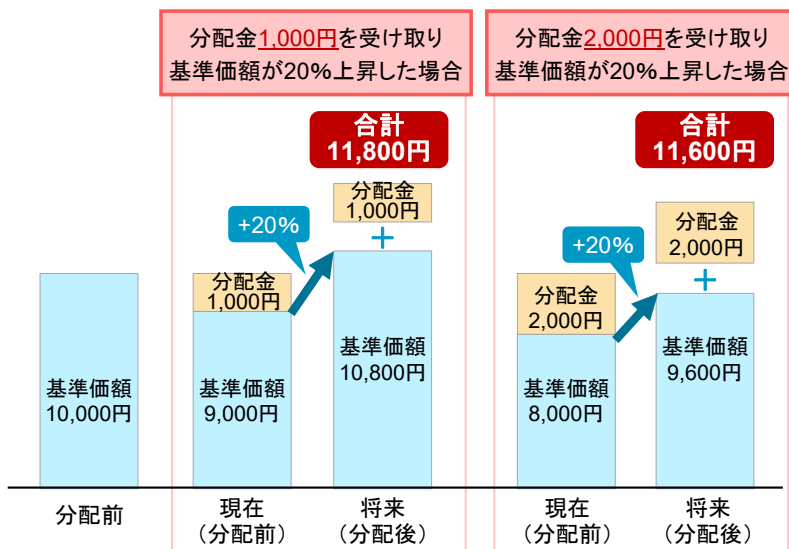 分配金1,000円を受け取り
基準価額が20%上昇した場合
分配金2,000円を受け取り
基準価額が20%上昇した場合
合計
11,800円
合計
11,600円
分配金
1,000円
+20%
+
分配金
1,000円
基準価額
10,800円
基準価額
10,000円
基準価額
9,000円
分配金
2,000円
+20%
+
分配金
2,000円
基準価額
9,600円
基準価額
8,000円
分配前
現在
（分配前）
将来
（分配後）
現在
（分配前）
将来
（分配後）